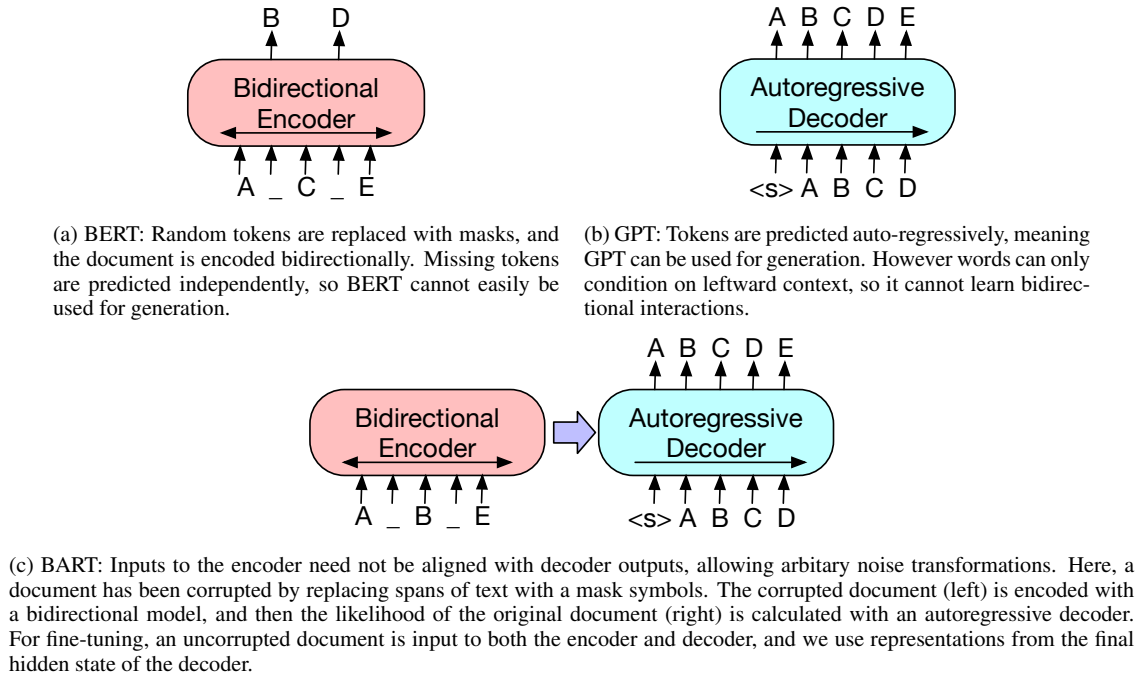 B D
Bidirectional
Encoder
A _ C _ E
A B C D E
Autoregressive
Decoder
<s> A B C D
(a) BERT: Random tokens are replaced with masks, and
the document is encoded bidirectionally. Missing tokens
are predicted independently, so BERT cannot easily be
used for generation.
(b) GPT: Tokens are predicted auto-regressively, meaning
GPT can be used for generation. However words can only
condition on leftward context, so it cannot learn bidirec-
tional interactions.
Bidirectional
Encoder
A _ B _ E
A B C D E
Autoregressive
Decoder
<s> A B C D
(c) BART: Inputs to the encoder need not be aligned with decoder outputs, allowing arbitary noise transformations. Here, a
document has been corrupted by replacing spans of text with a mask symbols. The corrupted document (left) is encoded with
a bidirectional model, and then the likelihood of the original document (right) is calculated with an autoregressive decoder.
For fine-tuning, an uncorrupted document is input to both the encoder and decoder, and we use representations from the final
hidden state of the decoder.